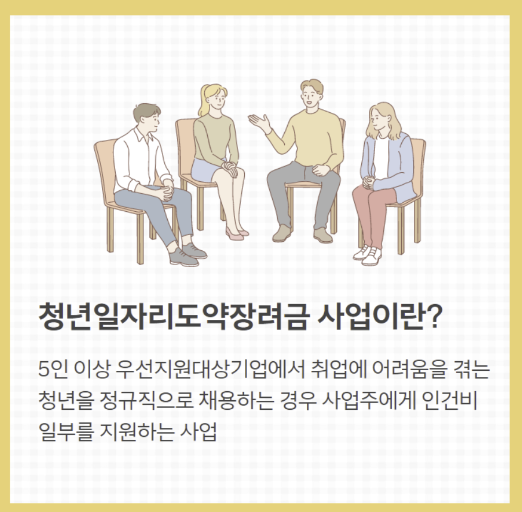 청년일자리도약장려금 사업이란?
5인 이상 우선지원대상기업에서 취업에 어려움을 겪는
청년을 정규직으로 채용하는 경우 사업주에게 인건비
일부를 지원하는 사업